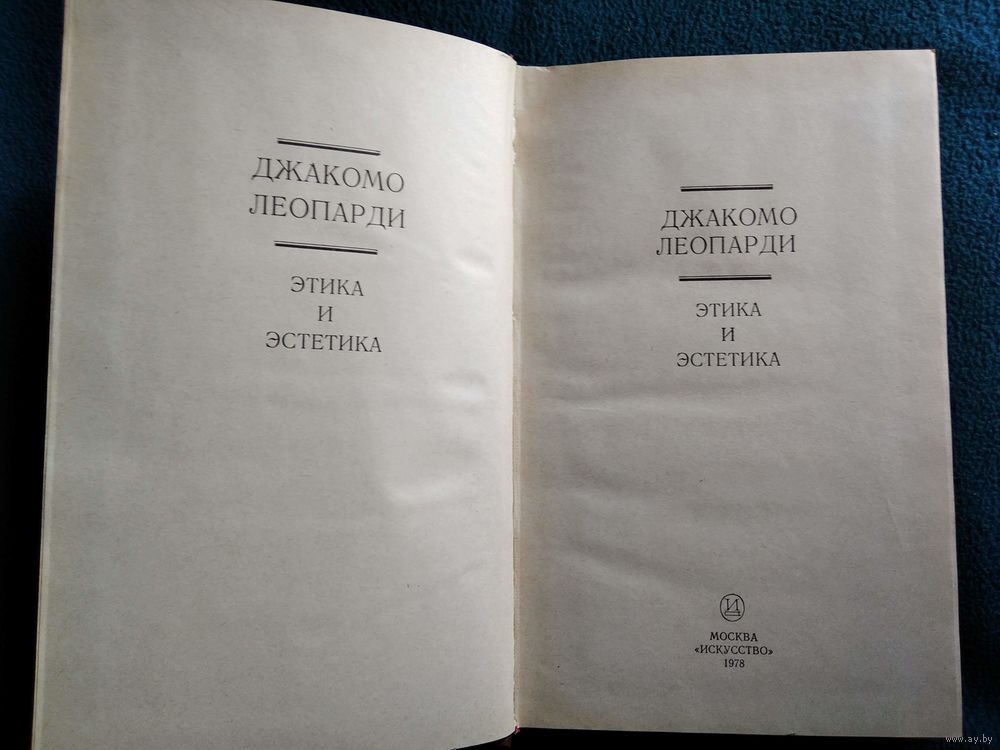 ДЖАКОМО
ЛЕОПАРДИ
ЭТИКА
И
ЭСТЕТИКА
ДЖАКОМО
ЛЕОПАРДИ
ЭТИКА
И
ЭСТЕТИКА
И
МОСКВА
«ИСКУССТВО»
1978
www.ay.by